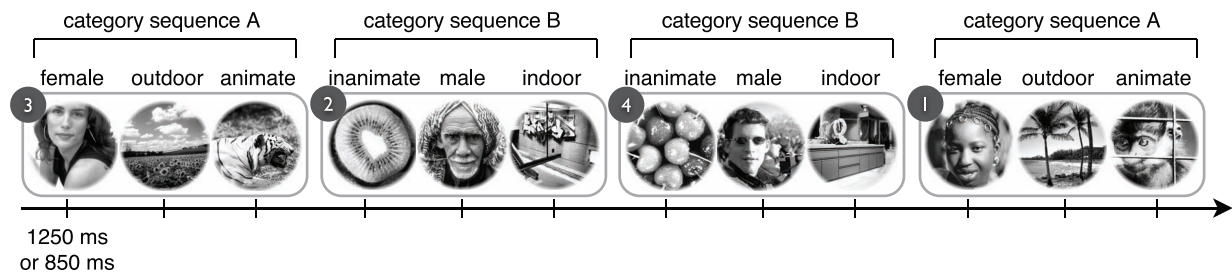 category sequence A
category sequence B
category sequence B
category sequence A
female outdoor animate
inanimate male indoor
inanimate male indoor
female outdoor animate
3
2
4
1
1250 ms
or 850 ms